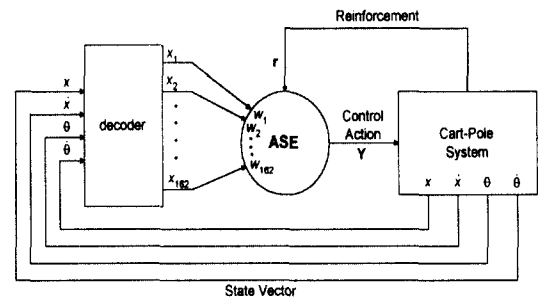 Reinforcement
x1
r
x
x2
w1
Control
ẋ
decoder
w2
ASE
Action
Cart-Pole
θ
Y
System
θ̇
w162
x162
x ẋ θ θ̇
State Vector